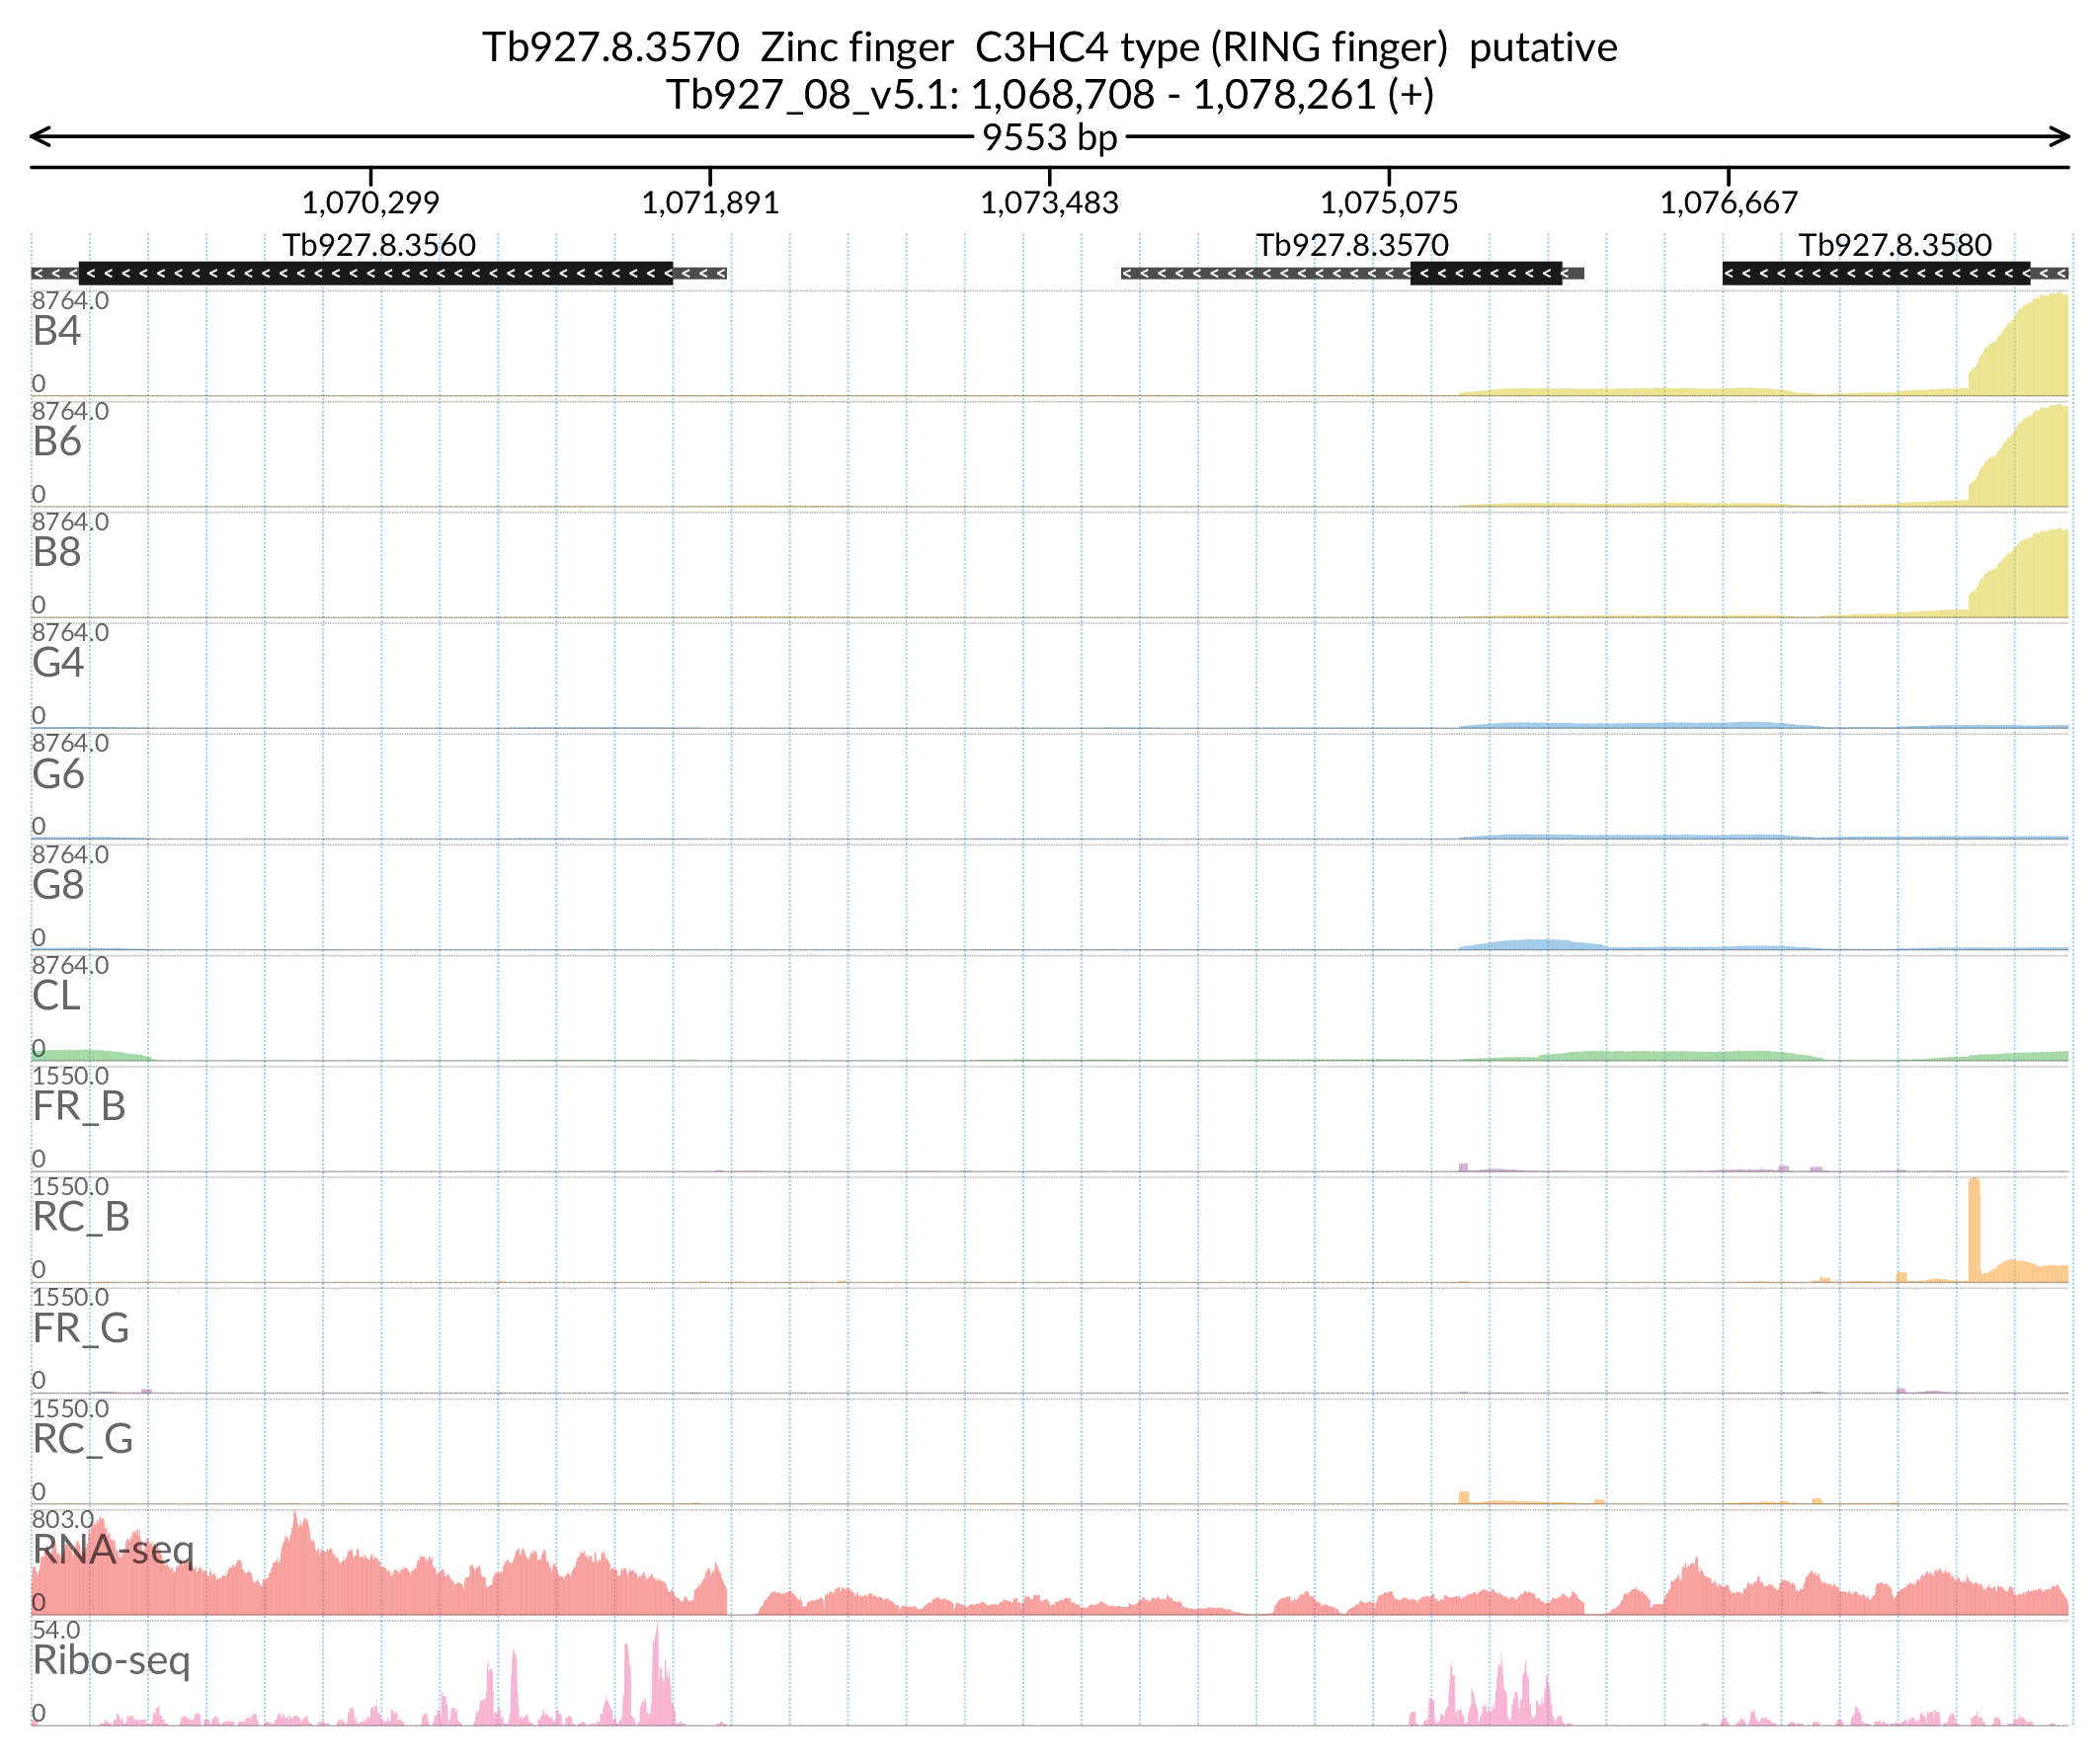 Tb927.8.3570 Zinc finger C3HC4 type (RING finger) putative
Tb927_08_v5.1: 1,068,708 - 1,078,261 (+)
9553 bp
1,070,299 1,071,891 1,073,483 1,075,075 1,076,667
Tb927.8.3560 Tb927.8.3570 Tb927.8.3580
8764.0
B4
0
8764.0
B6
0
8764.0
B8
0
8764.0
G4
0
8764.0
G6
0
8764.0
G8
0
8764.0
CL
0
1550.0
FR_B
0
1550.0
RC_B
0
1550.0
FR_G
0
1550.0
RC_G
0
803.0
RNA-seq
0
54.0
Ribo-seq
0